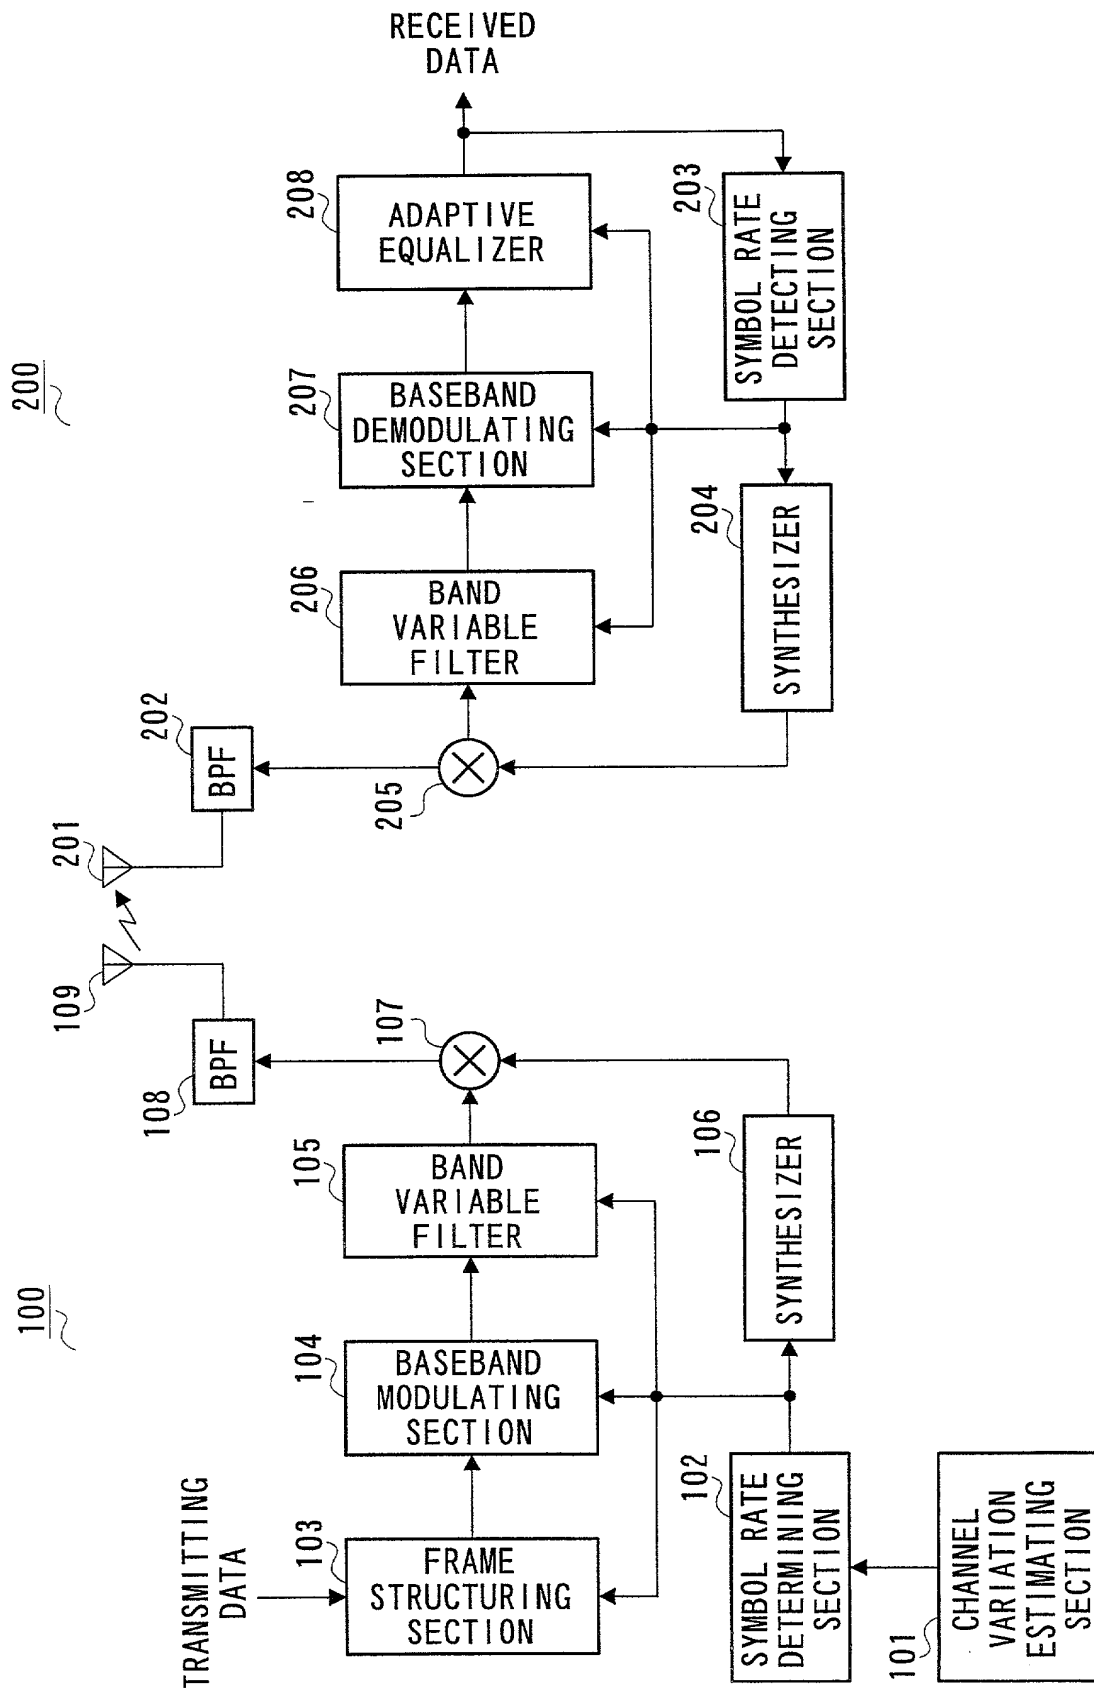 100
TRANSMITTING
DATA
103
FRAME
STRUCTURING
SECTION
104
BASEBAND
MODULATING
SECTION
105
BAND
VARIABLE
FILTER
107
108
BPF
109
101
CHANNEL
VARIATION
ESTIMATING
SECTION
102
SYMBOL RATE
DETERMINING
SECTION
106
SYNTHESIZER
200
201
202
BPF
205
206
BAND
VARIABLE
FILTER
207
BASEBAND
DEMODULATING
SECTION
208
ADAPTIVE
EQUALIZER
RECEIVED
DATA
204
SYNTHESIZER
203
SYMBOL RATE
DETECTING
SECTION